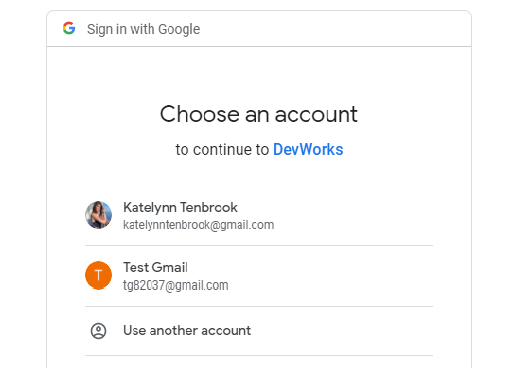 Sign in with Google
Choose an account
to continue to DevWorks
Katelynn Tenbrook
katelynntenbrook@gmail.com
T
Test Gmail
tg82037@gmail.com
Use another account